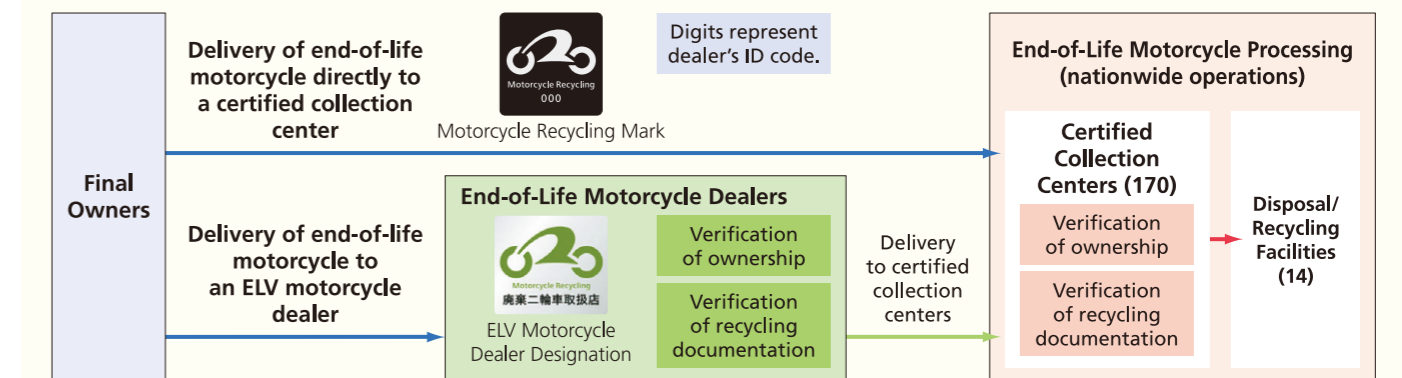 Final
Owners
Delivery of end-of-life
motorcycle directly to
a certified collection
center
Motorcycle Recycling
000
Motorcycle Recycling Mark
Digits represent
dealer's ID code.
Delivery of end-of-life
motorcycle to
an ELV motorcycle
dealer
End-of-Life Motorcycle Dealers
Motorcycle Recycling
廃棄二輪車取扱店
ELV Motorcycle
Dealer Designation
Verification
of ownership
Verification
of recycling
documentation
Delivery
to certified
collection
centers
End-of-Life Motorcycle Processing
(nationwide operations)
Certified
Collection
Centers (170)
Verification
of ownership
Verification
of recycling
documentation
Disposal/
Recycling
Facilities
(14)